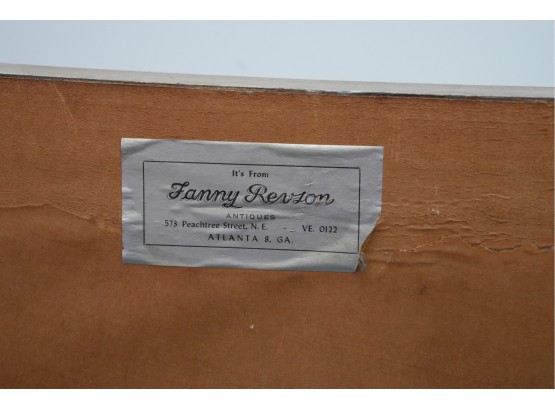 It's From
Fanny Revson
ANTIQUES
573 Peachtree Street, N. E. - - VE. 0122
ATLANTA 8, GA.